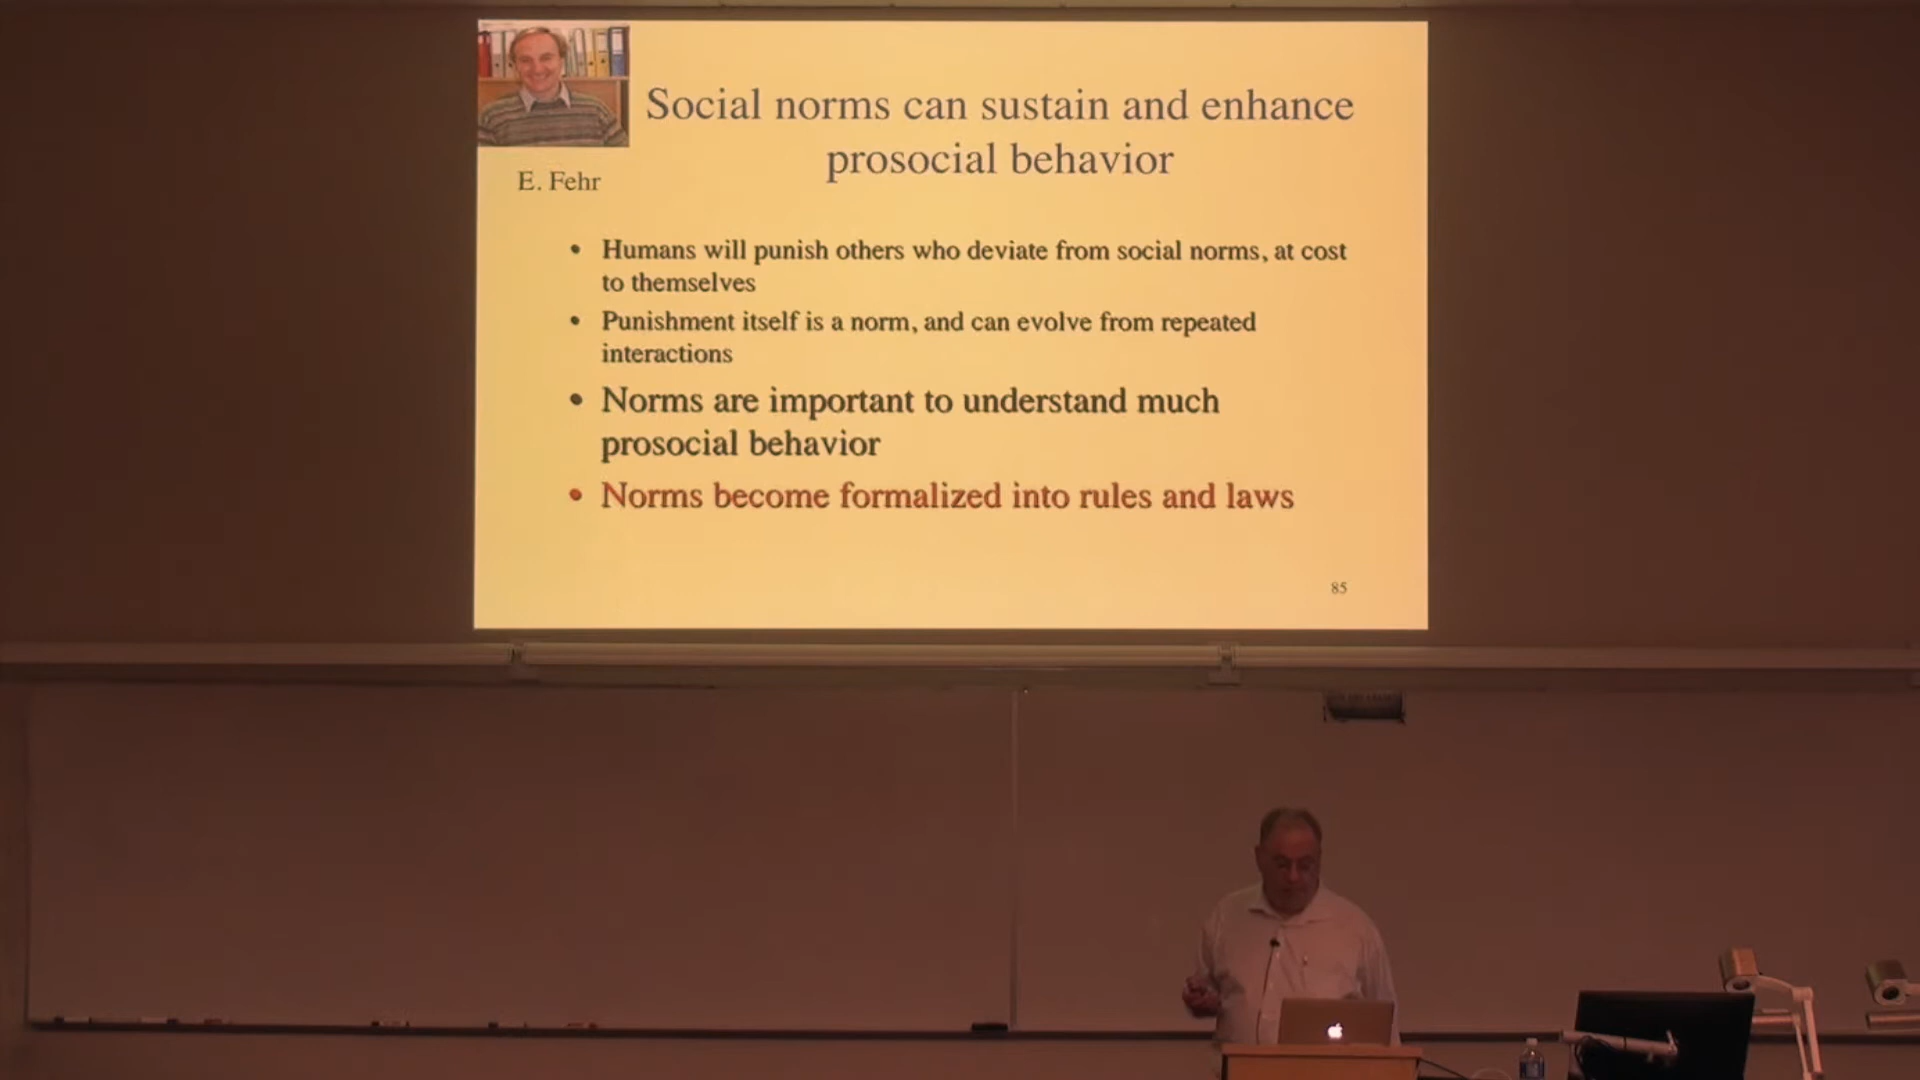 Social norms can sustain and enhance
prosocial behavior
E. Fehr
• Humans will punish others who deviate from social norms, at cost
to themselves
• Punishment itself is a norm, and can evolve from repeated
interactions
• Norms are important to understand much
prosocial behavior
• Norms become formalized into rules and laws
85